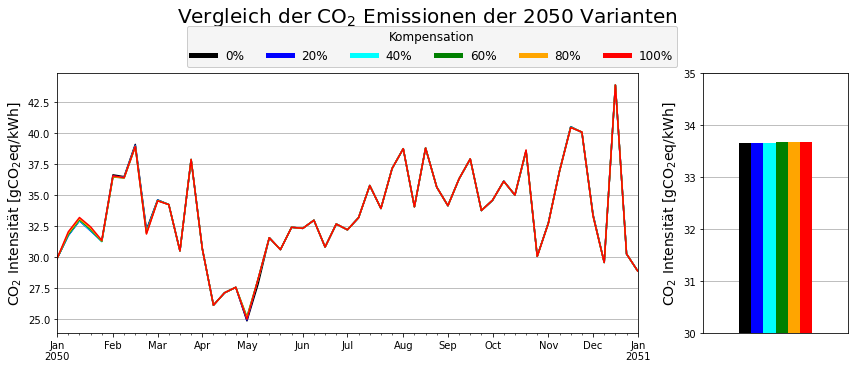 Vergleich der CO₂ Emissionen der 2050 Varianten
Kompensation
0% 20% 40% 60% 80% 100%
CO₂ Intensität [gCO₂eq/kWh]
42.5
40.0
37.5
35.0
32.5
30.0
27.5
25.0
Jan Feb Mar Apr May Jun Jul Aug Sep Oct Nov Dec Jan
2050 2051
CO₂ Intensität [gCO₂eq/kWh]
35
34
33
32
31
30